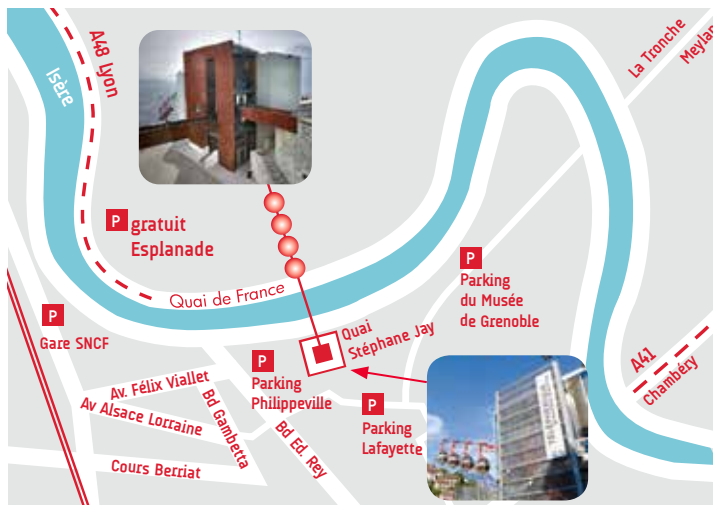 A48 Lyon
Isère
La Tronche
Meylan
P gratuit
Esplanade
Quai de France
P
Parking
du Musée
de Grenoble
P
Gare SNCF
Quai
Stéphane Jay
A41
Chambéry
P
Parking
Philippeville
Av. Félix Viallet
Av Alsace Lorraine
Bd Gambetta
P
Parking
Lafayette
Bd Ed. Rey
Cours Berriat